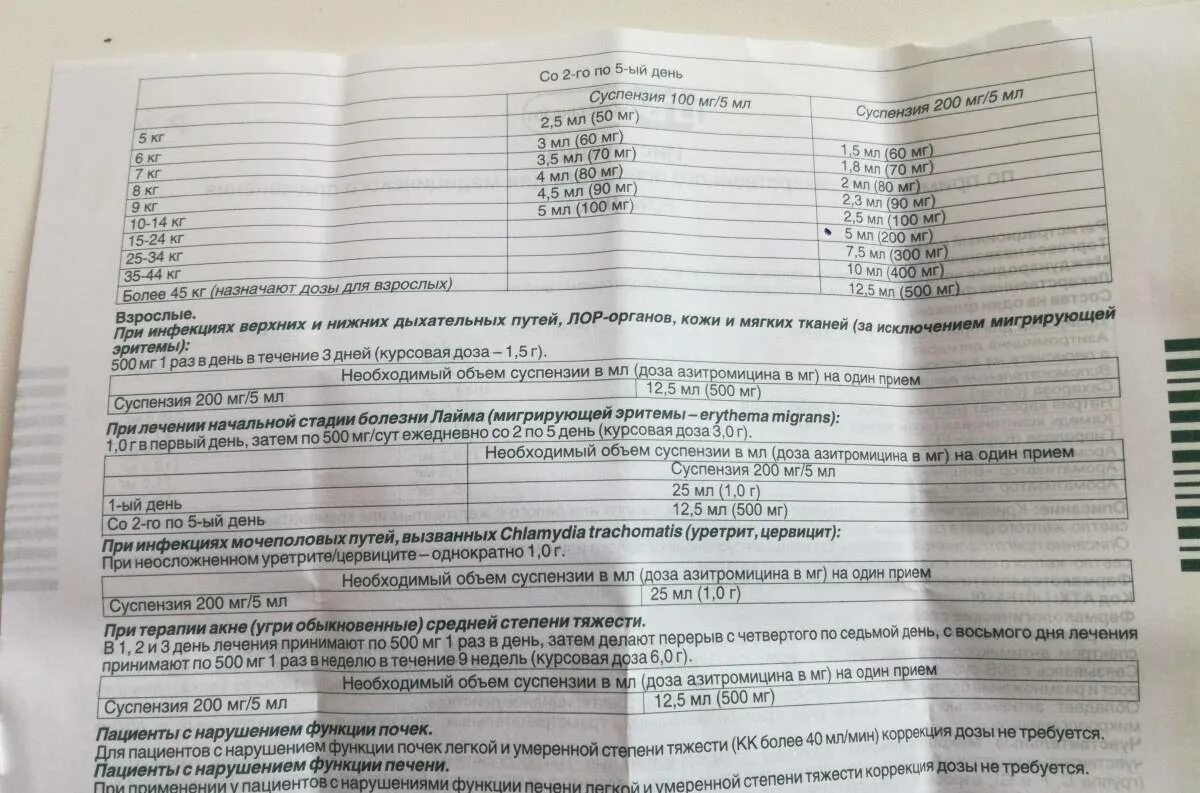 Со 2-го по 5-ый день
Суспензия 100 мг/5 мл Суспензия 200 мг/5 мл
5 кг 2,5 мл (50 мг)
6 кг 3 мл (60 мг) 1,5 мл (60 мг)
7 кг 3,5 мл (70 мг) 1,8 мл (70 мг)
8 кг 4 мл (80 мг) 2 мл (80 мг)
9 кг 4,5 мл (90 мг) 2,3 мл (90 мг)
10-14 кг 5 мл (100 мг) 2,5 мл (100 мг)
15-24 кг 5 мл (200 мг)
25-34 кг 7,5 мл (300 мг)
35-44 кг 10 мл (400 мг)
Более 45 кг (назначают дозы для взрослых) 12,5 мл (500 мг)
Взрослые.
При инфекциях верхних и нижних дыхательных путей, ЛОР-органов, кожи и мягких тканей (за исключением мигрирующей
эритемы):
500 мг 1 раз в день в течение 3 дней (курсовая доза – 1,5 г).
Необходимый объем суспензии в мл (доза азитромицина в мг) на один прием
Суспензия 200 мг/5 мл 12,5 мл (500 мг)
При лечении начальной стадии болезни Лайма (мигрирующей эритемы – erythema migrans):
1,0 г в первый день, затем по 500 мг/сут ежедневно со 2 по 5 день (курсовая доза 3,0 г).
Необходимый объем суспензии в мл (доза азитромицина в мг) на один прием
Суспензия 200 мг/5 мл
1-ый день 25 мл (1,0 г)
Со 2-го по 5-ый день 12,5 мл (500 мг)
При инфекциях мочеполовых путей, вызванных Chlamydia trachomatis (уретрит, цервицит):
При неосложненном уретрите/цервиците – однократно 1,0 г.
Необходимый объем суспензии в мл (доза азитромицина в мг) на один прием
Суспензия 200 мг/5 мл 25 мл (1,0 г)
При терапии акне (угри обыкновенные) средней степени тяжести.
В 1, 2 и 3 день лечения принимают по 500 мг 1 раз в день, затем делают перерыв с четвертого по седьмой день, с восьмого дня лечения
принимают по 500 мг 1 раз в неделю в течение 9 недель (курсовая доза 6,0 г).
Необходимый объем суспензии в мл (доза азитромицина в мг) на один прием
Суспензия 200 мг/5 мл 12,5 мл (500 мг)
Пациенты с нарушением функции почек.
Для пациентов с нарушением функции почек легкой и умеренной степени тяжести (КК более 40 мл/мин) коррекция дозы не требуется.
Пациенты с нарушением функции печени.
При применении у пациентов с нарушениями функции печени легкой и умеренной степени тяжести коррекция дозы не требуется.